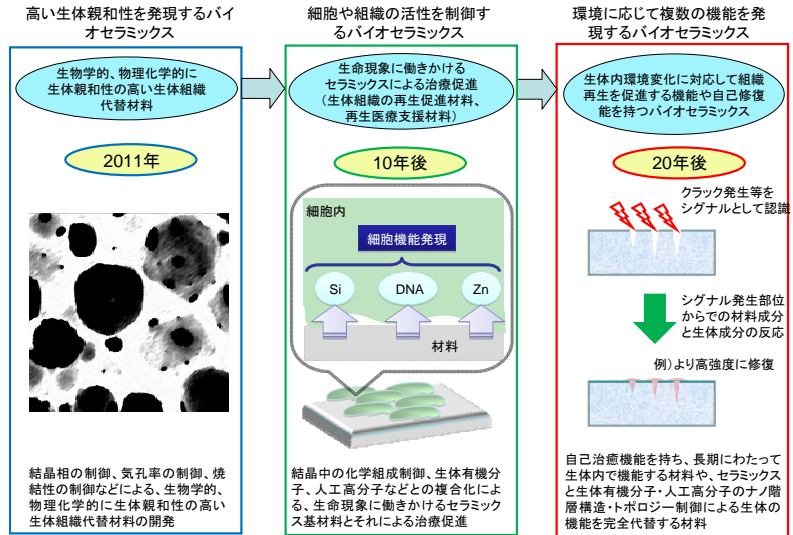 高い生体親和性を発現するバイ
オセラミックス
生物学的、物理化学的に
生体親和性の高い生体組織
代替材料
2011年
結晶相の制御、気孔率の制御、焼
結性の制御などによる、生物学的、
物理化学的に生体親和性の高い
生体組織代替材料の開発
細胞や組織の活性を制御す
るバイオセラミックス
生命現象に働きかける
セラミックスによる治療促進
（生体組織の再生促進材料、
再生医療支援材料）
10年後
細胞内
細胞機能発現
Si
DNA
Zn
材料
結晶中の化学組成制御、生体有機分
子、人工高分子などとの複合化によ
る、生命現象に働きかけるセラミック
ス基材料とそれによる治療促進
環境に応じて複数の機能を発
現するバイオセラミックス
生体内環境変化に対応して組織
再生を促進する機能や自己修復
能を持つバイオセラミックス
20年後
クラック発生等を
シグナルとして認識
シグナル発生部位
からでの材料成分
と生体成分の反応
例）より高強度に修復
自己治癒機能を持ち、長期にわたって
生体内で機能する材料や、セラミックス
と生体有機分子・人工高分子のナノ階
層構造・トポロジー制御による生体の
機能を完全代替する材料